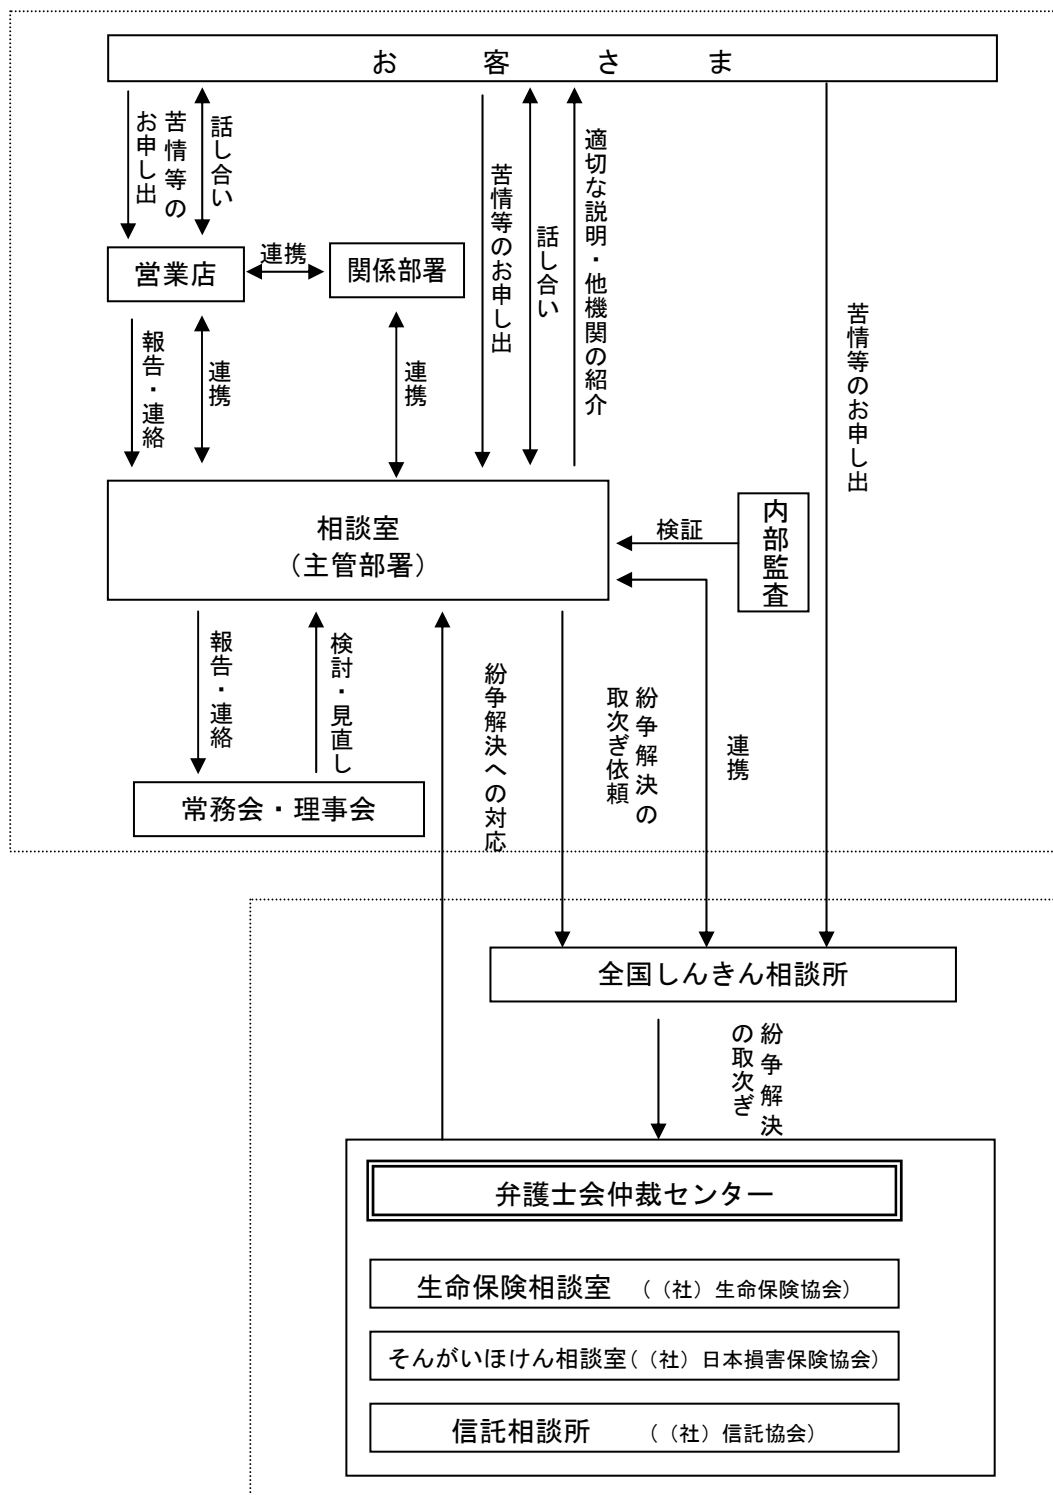 お客さま
苦情等の
お申し出
話し合い
苦情等のお申し出
話し合い
適切な説明・他機関の紹介
苦情等のお申し出
営業店
連携
関係部署
報告・連絡
連携
連携
相談室
（主管部署）
検証
内部監査
報告・連絡
検討・見直し
紛争解決への対応
紛争解決の
取次ぎ依頼
連携
常務会・理事会
全国しんきん相談所
紛争解決
の取次ぎ
弁護士会仲裁センター
生命保険相談室 （（社）生命保険協会）
そんがいほけん相談室（（社）日本損害保険協会）
信託相談所 （（社）信託協会）